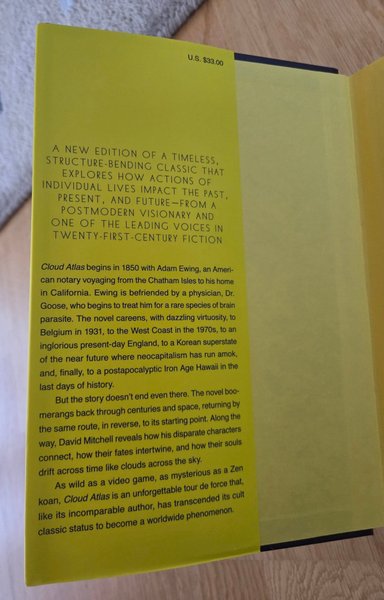 U.S. $33.00
A NEW EDITION OF A TIMELESS,
STRUCTURE-BENDING CLASSIC THAT
EXPLORES HOW ACTIONS OF
INDIVIDUAL LIVES IMPACT THE PAST,
PRESENT, AND FUTURE—FROM A
POSTMODERN VISIONARY AND
ONE OF THE LEADING VOICES IN
TWENTY-FIRST-CENTURY FICTION
Cloud Atlas begins in 1850 with Adam Ewing, an Ameri-
can notary voyaging from the Chatham Isles to his home
in California. Ewing is befriended by a physician, Dr.
Goose, who begins to treat him for a rare species of brain
parasite. The novel careens, with dazzling virtuosity, to
Belgium in 1931, to the West Coast in the 1970s, to an
inglorious present-day England, to a Korean superstate
of the near future where neocapitalism has run amok,
and, finally, to a postapocalyptic Iron Age Hawaii in the
last days of history.
But the story doesn't end even there. The novel boo-
merangs back through centuries and space, returning by
the same route, in reverse, to its starting point. Along the
way, David Mitchell reveals how his disparate characters
connect, how their fates intertwine, and how their souls
drift across time like clouds across the sky.
As wild as a video game, as mysterious as a Zen
koan, Cloud Atlas is an unforgettable tour de force that,
like its incomparable author, has transcended its cult
classic status to become a worldwide phenomenon.